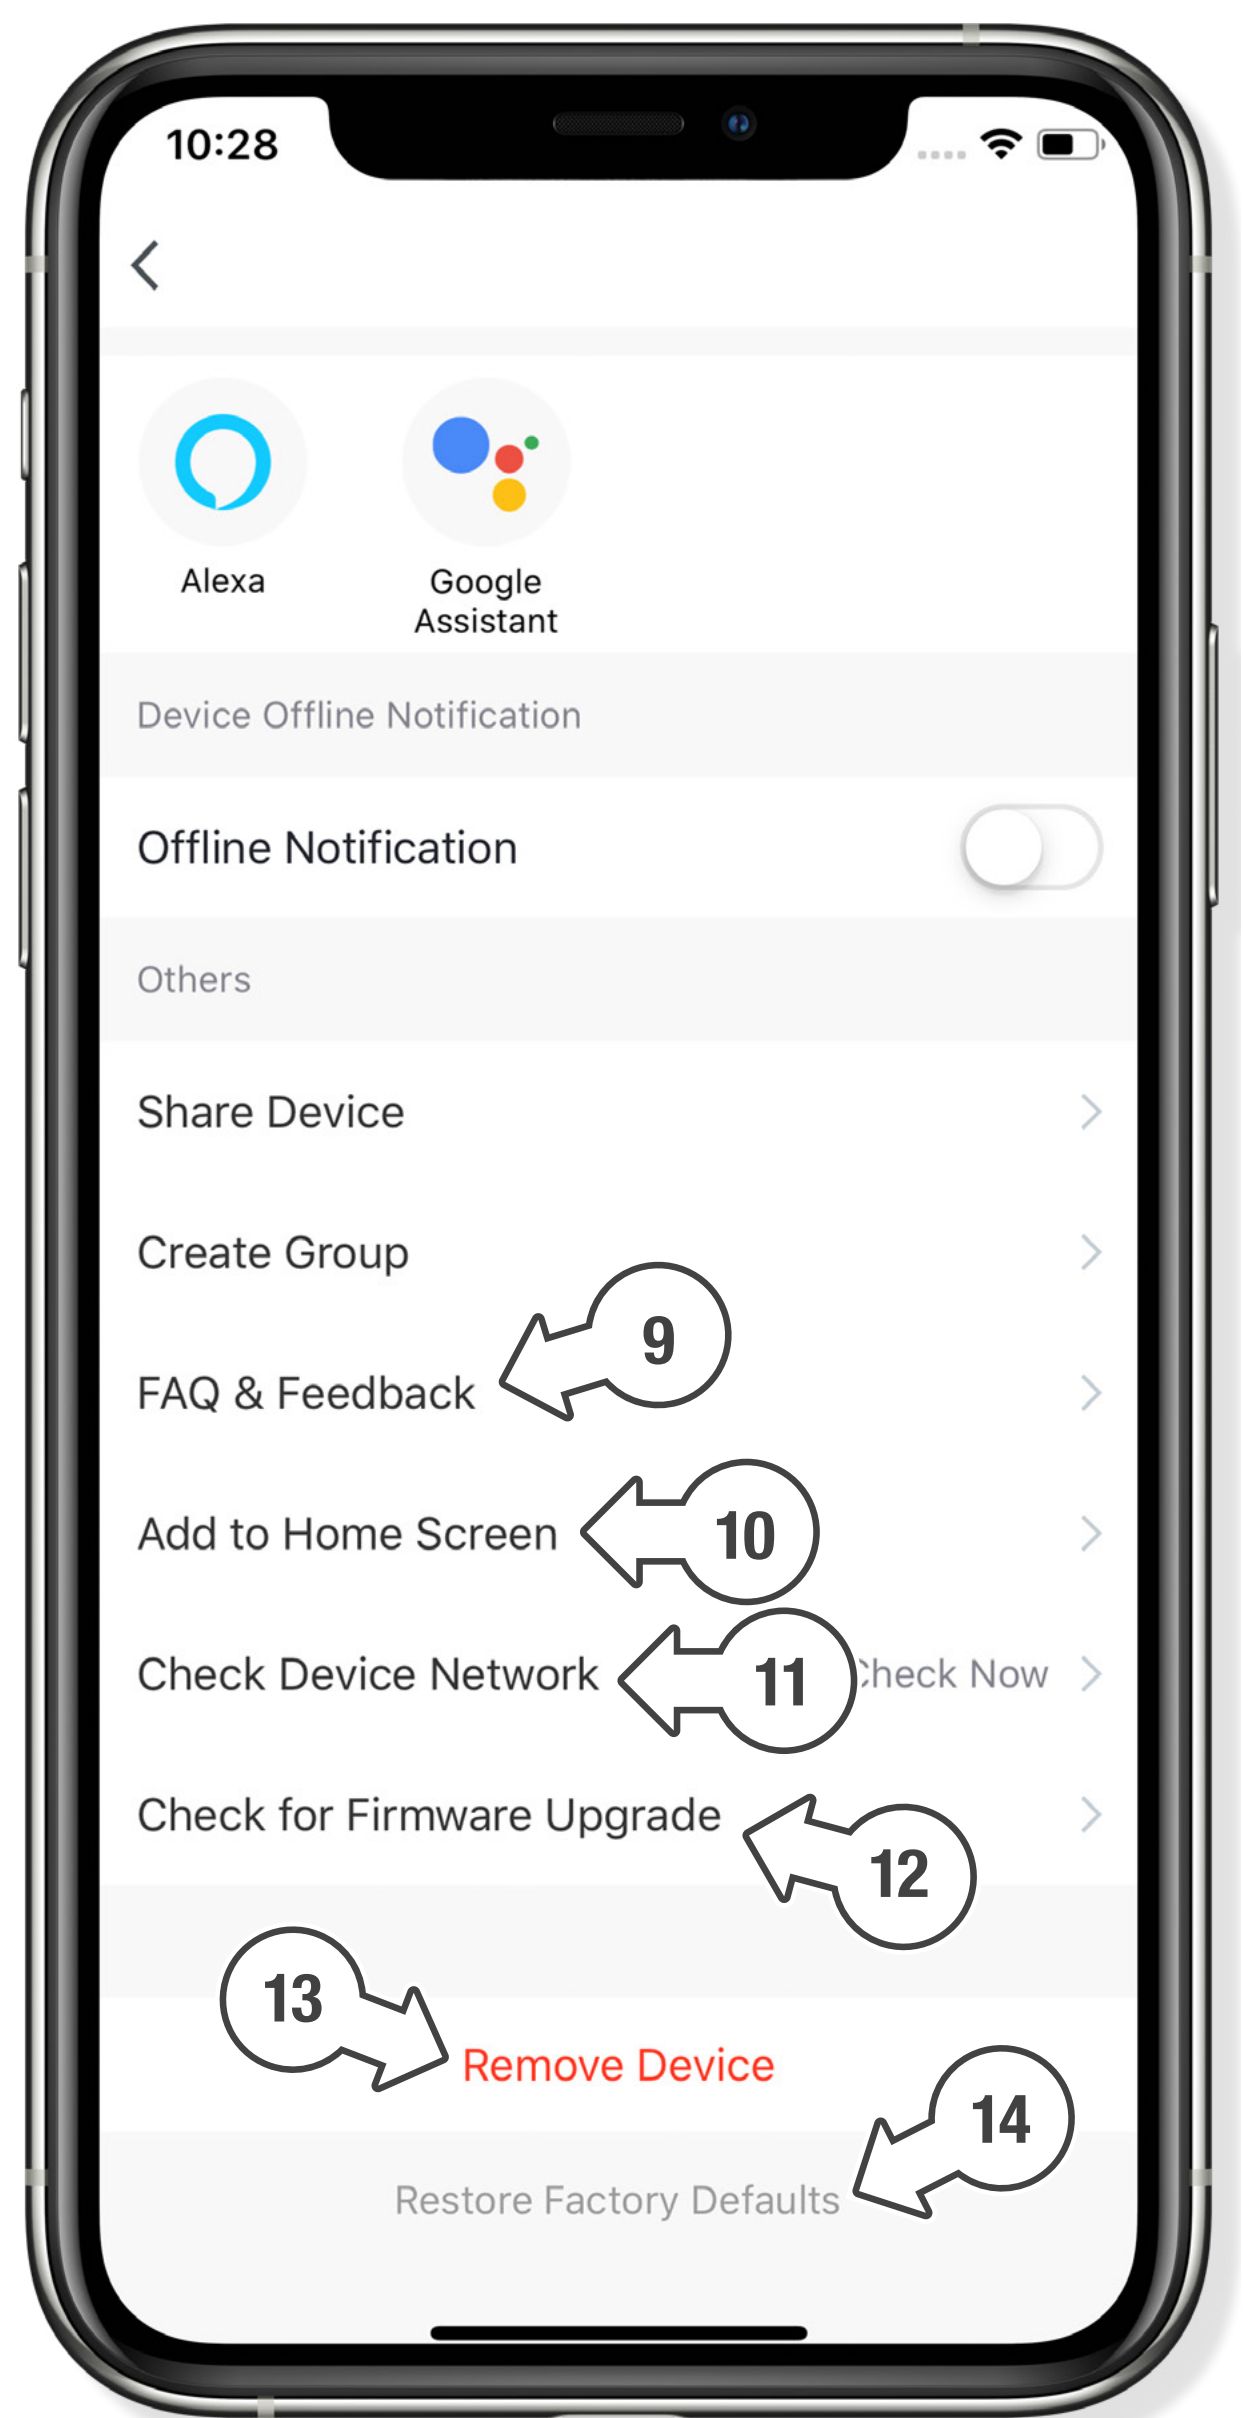 10:28
Alexa
Google
Assistant
Device Offline Notification
Offline Notification
Others
Share Device
Create Group
9
FAQ & Feedback
Add to Home Screen 10
Check Device Network 11 Check Now
Check for Firmware Upgrade
12
13
Remove Device
14
Restore Factory Defaults